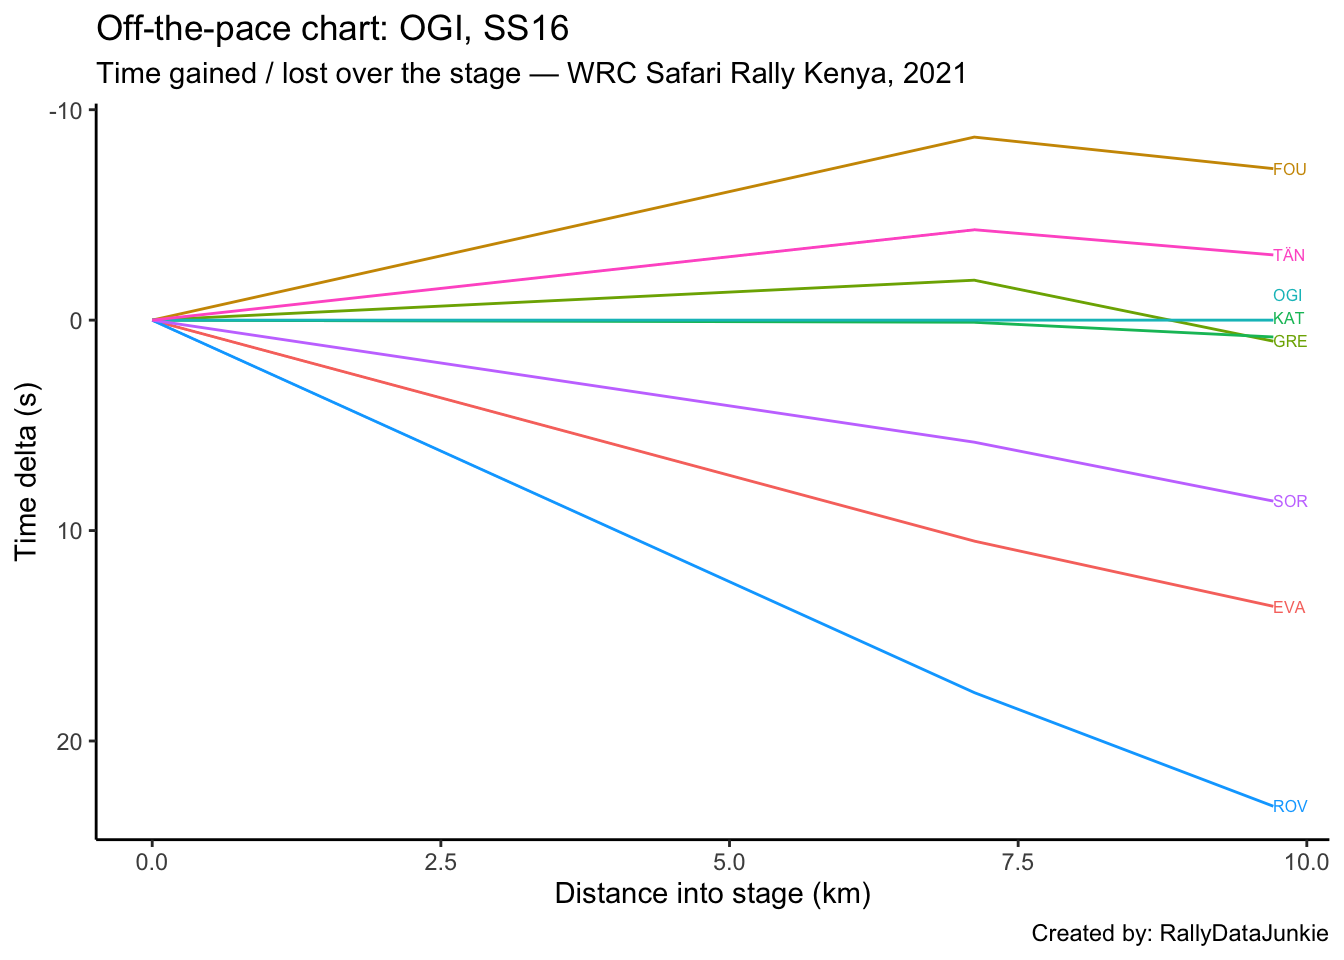 Off-the-pace chart: OGI, SS16
Time gained / lost over the stage — WRC Safari Rally Kenya, 2021
-10
0
10
20
Time delta (s)
FOU
TÄN
OGI
KAT
GRE
SOR
EVA
ROV
0.0 2.5 5.0 7.5 10.0
Distance into stage (km)
Created by: RallyDataJunkie